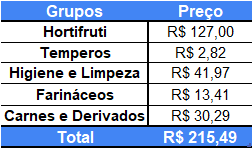 Grupos Preço
Hortifruti R$ 127,00
Temperos R$ 2,82
Higiene e Limpeza R$ 41,97
Farináceos R$ 13,41
Carnes e Derivados R$ 30,29
Total R$ 215,49